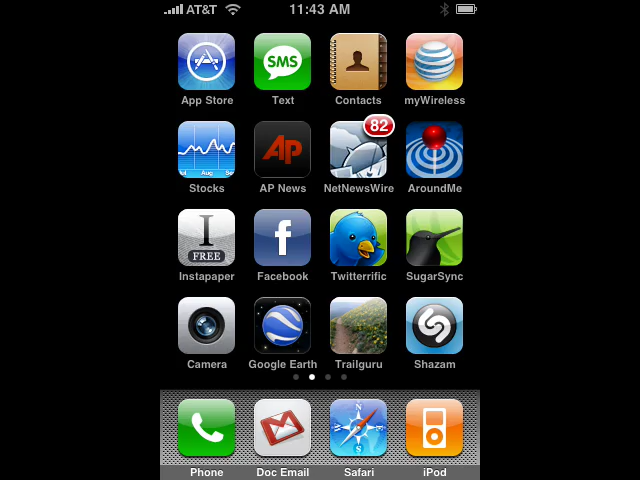 AT&T 11:43 AM
SMS
App Store Text Contacts myWireless
82
Aug
AP
Stocks AP News NetNewsWire AroundMe
I
FREE
f
Instapaper Facebook Twitterrific SugarSync
Camera Google Earth Trailguru Shazam
N
W E
S
Phone Doc Email Safari iPod